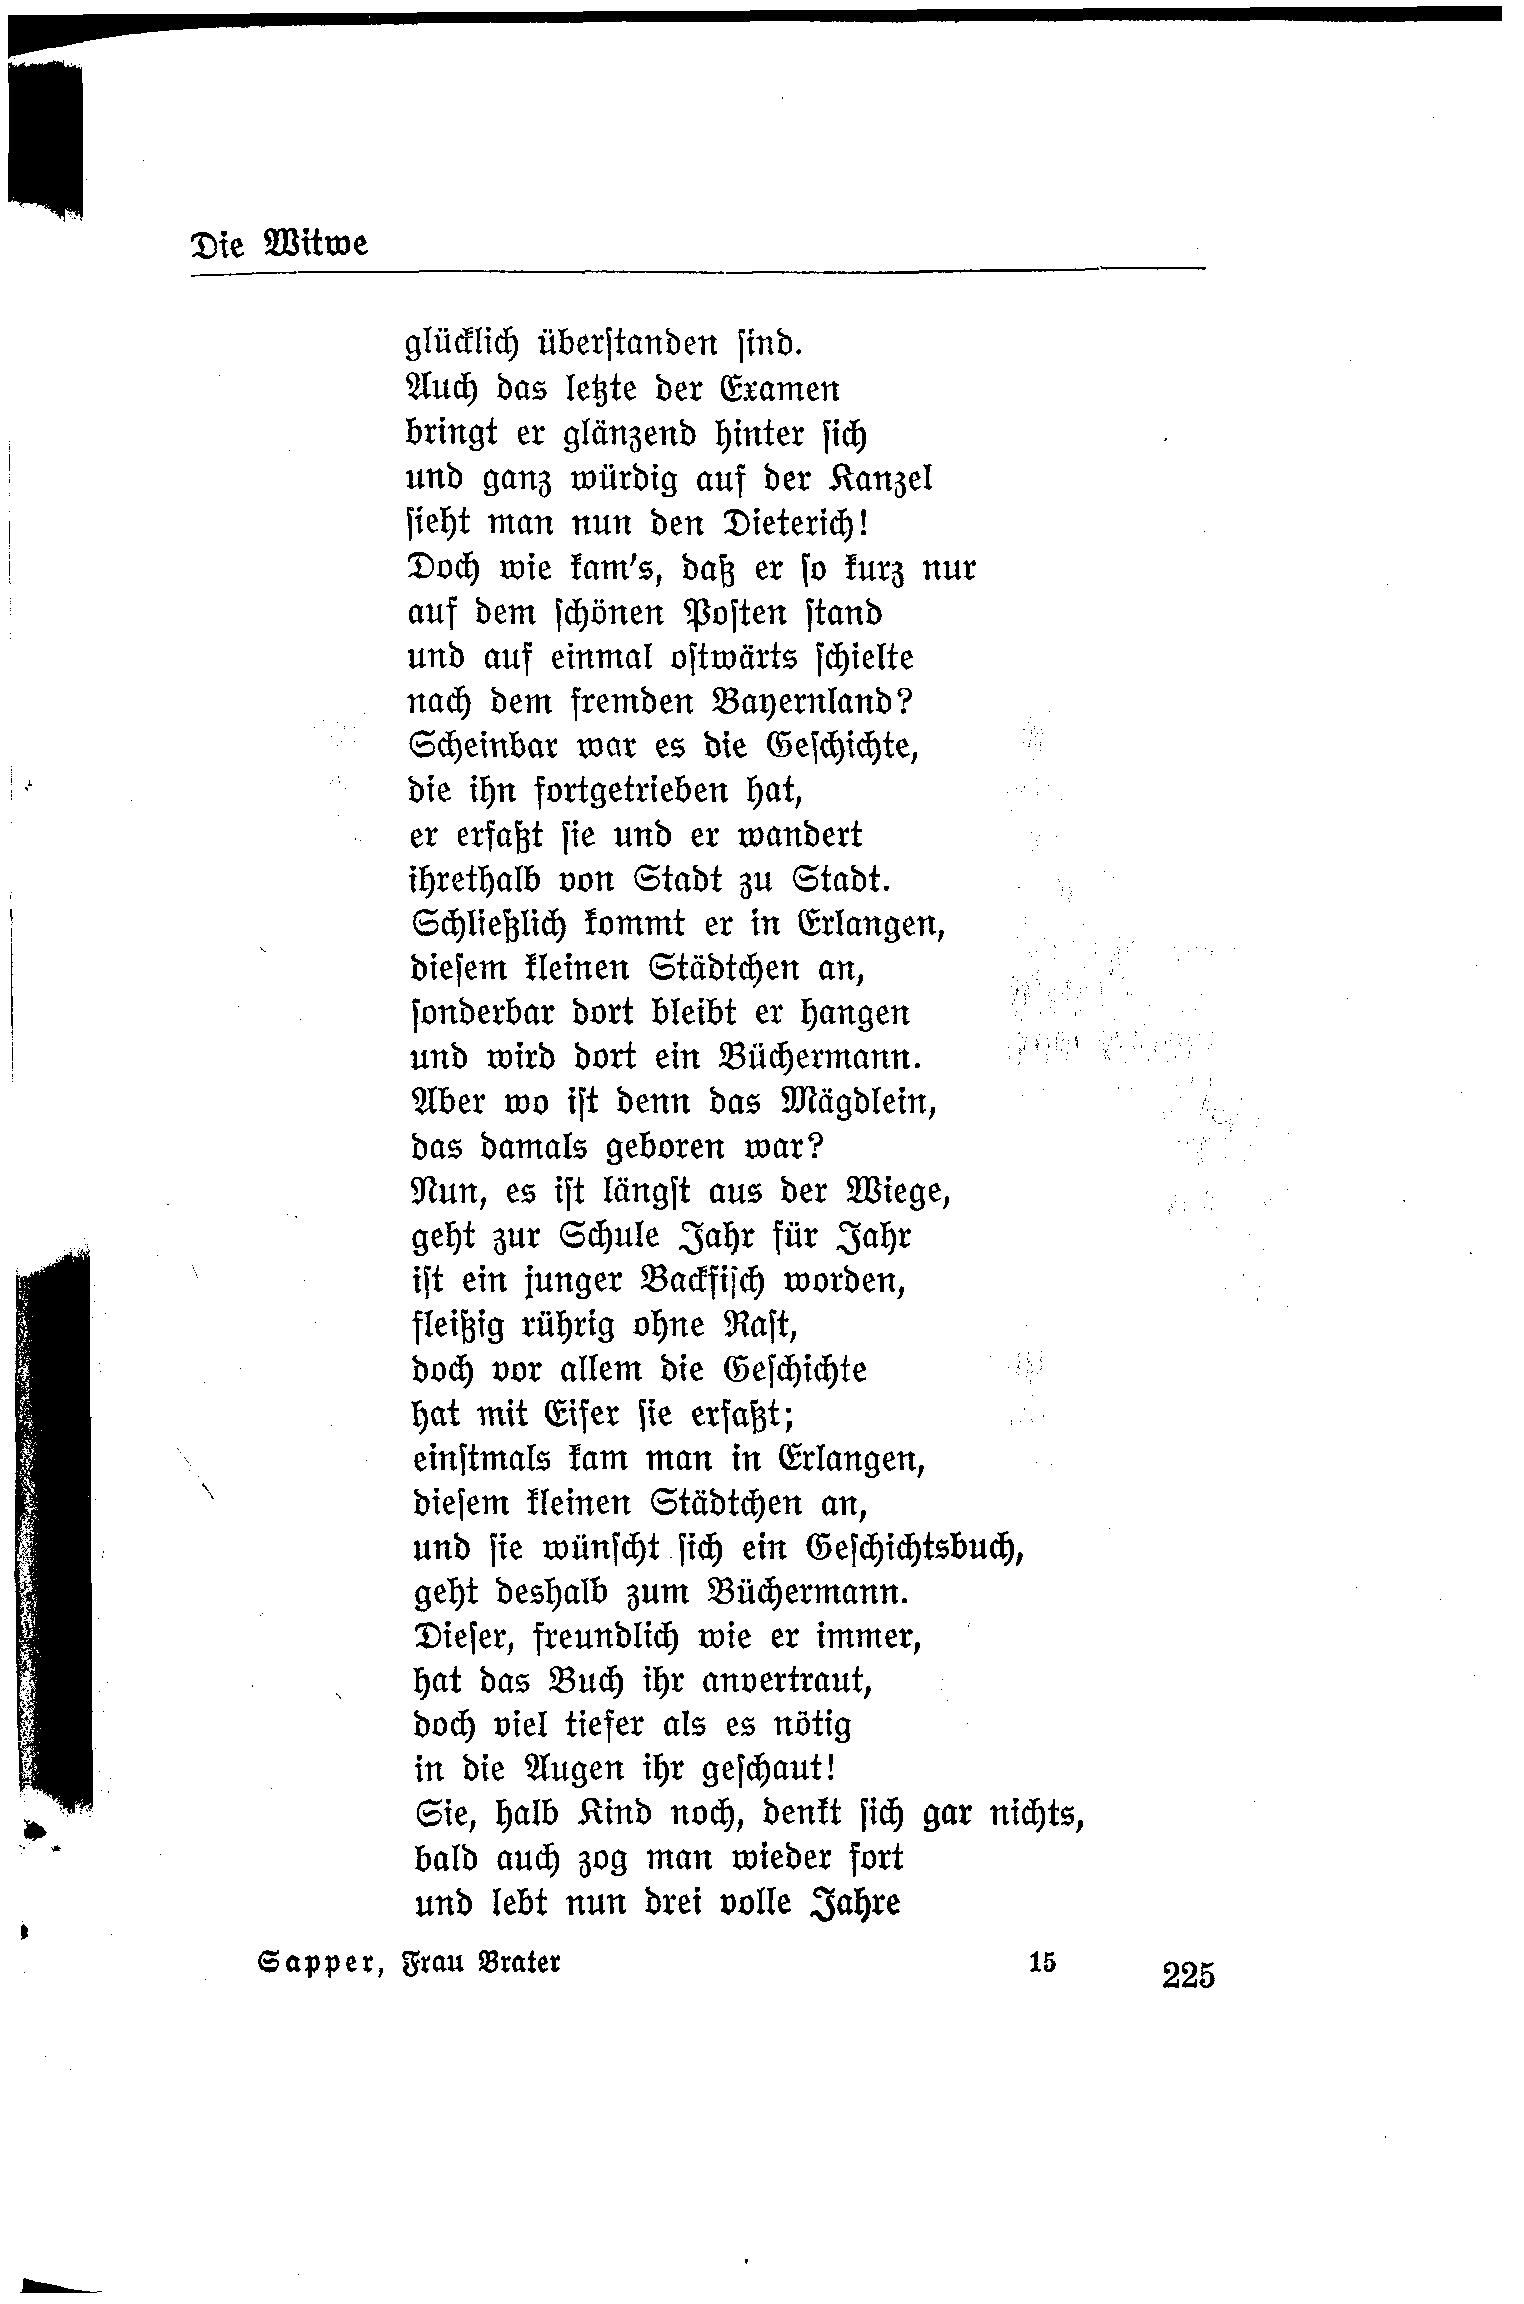 Die Witwe
glücklich überstanden sind.
Auch das letzte der Examen
bringt er glänzend hinter sich
und ganz würdig auf der Kanzel
sieht man nun den Dieterich!
Doch wie kam's, daß er so kurz nur
auf dem schönen Posten stand
und auf einmal ostwärts schielte
nach dem fremden Bayernland?
Scheinbar war es die Geschichte,
die ihn fortgetrieben hat,
er erfaßt sie und er wandert
ihrethalb von Stadt zu Stadt.
Schließlich kommt er in Erlangen,
diesem kleinen Städtchen an,
sonderbar dort bleibt er hangen
und wird dort ein Büchermann.
Aber wo ist denn das Mägdlein,
das damals geboren war?
Nun, es ist längst aus der Wiege,
geht zur Schule Jahr für Jahr
ist ein junger Backfisch worden,
fleißig rührig ohne Rast,
doch vor allem die Geschichte
hat mit Eifer sie erfaßt;
einstmals kam man in Erlangen,
diesem kleinen Städtchen an,
und sie wünscht sich ein Geschichtsbuch,
geht deshalb zum Büchermann.
Dieser, freundlich wie er immer,
hat das Buch ihr anvertraut,
doch viel tiefer als es nötig
in die Augen ihr geschaut!
Sie, halb Kind noch, denkt sich gar nichts,
bald auch zog man wieder fort
und lebt nun drei volle Jahre
Sapper, Frau Brater 15 225